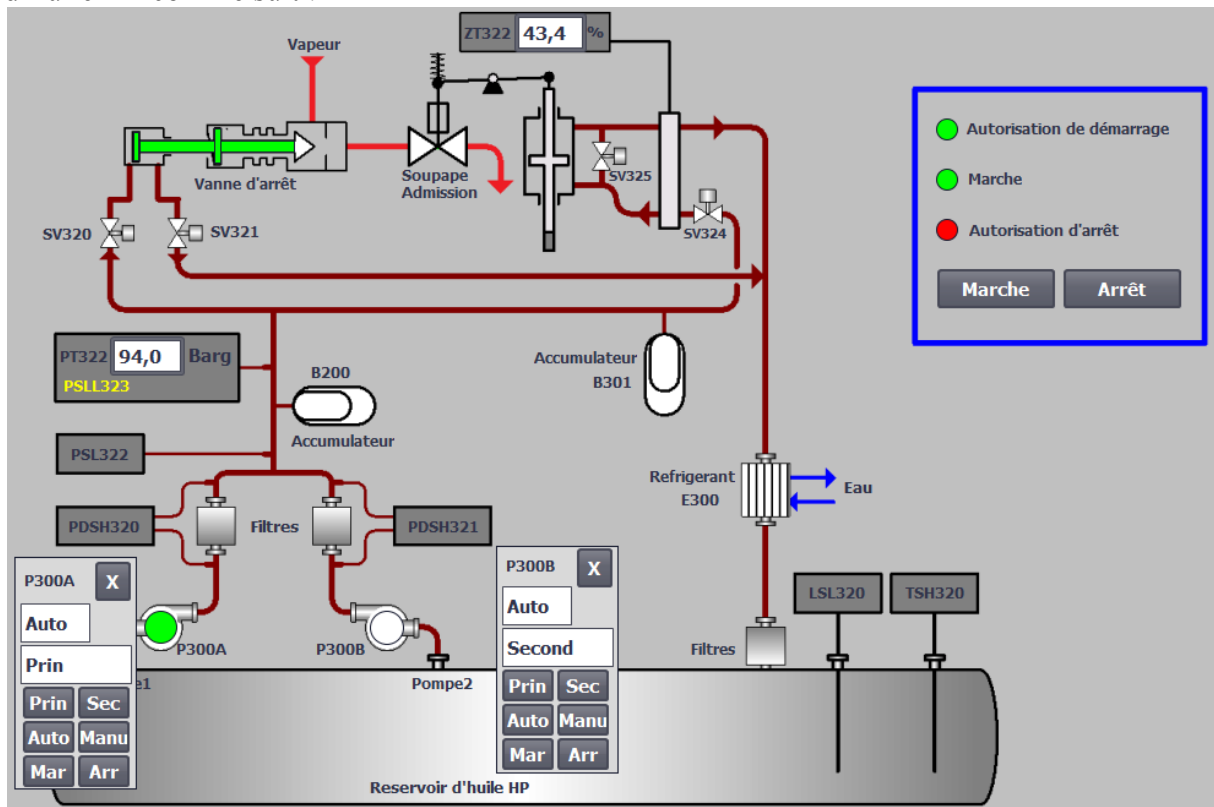 ZT322 43,4 %
Vapeur
Autorisation de démarrage
Vanne d'arrêt
Soupape
Admission
SV325
Marche
SV320
SV321
SV324
Autorisation d'arrêt
Marche Arrêt
PT322 94,0 Barg
PSLL323
B200
Accumulateur
Accumulateur
B301
PSL322
Refrigerant
E300
Eau
PDSH320
Filtres
PDSH321
P300A X
Auto
Prin
Prin Sec
Auto Manu
Mar Arr
P300A
P300B
P300B X
Auto
Second
Prin Sec
Auto Manu
Mar Arr
LSL320
TSH320
Filtres
Pompe2
Reservoir d'huile HP